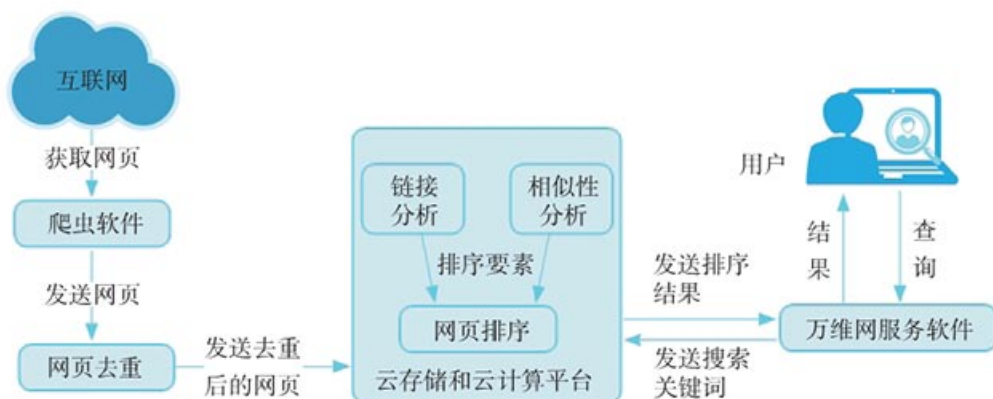 互联网
获取网页
爬虫软件
发送网页
网页去重
发送去重
后的网页
链接
分析
相似性
分析
排序要素
网页排序
云存储和云计算平台
发送排序
结果
发送搜索
关键词
用户
结
果
查
询
万维网服务软件